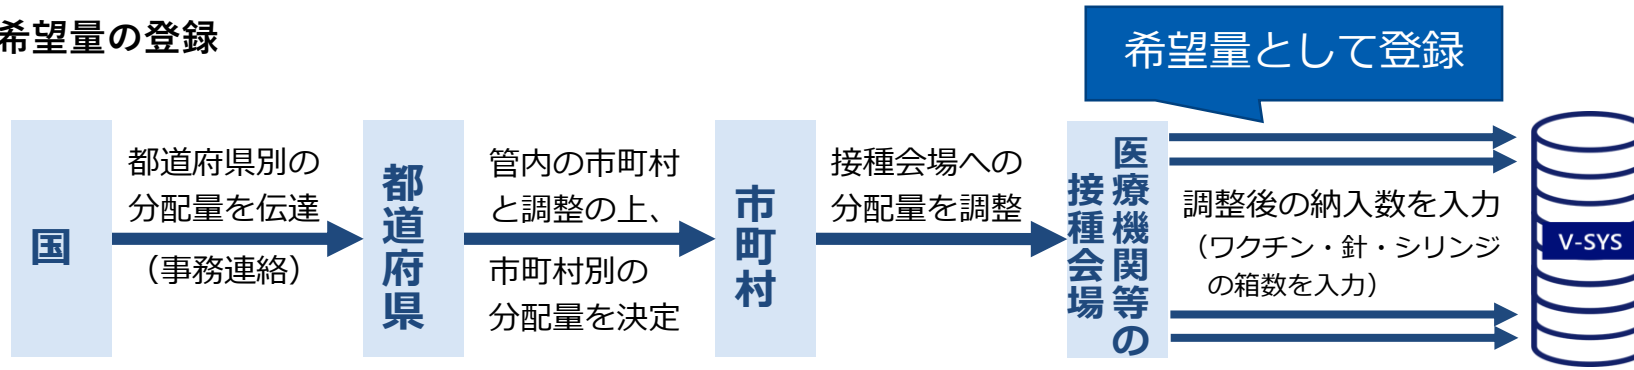 希望量の登録
希望量として登録
国
都道府県別の
分配量を伝達
（事務連絡）
都道府県
管内の市町村
と調整の上、
市町村別の
分配量を決定
市町村
接種会場への
分配量を調整
医療機関等の
接種会場
調整後の納入数を入力
（ワクチン・針・シリンジ
の箱数を入力）
V-SYS